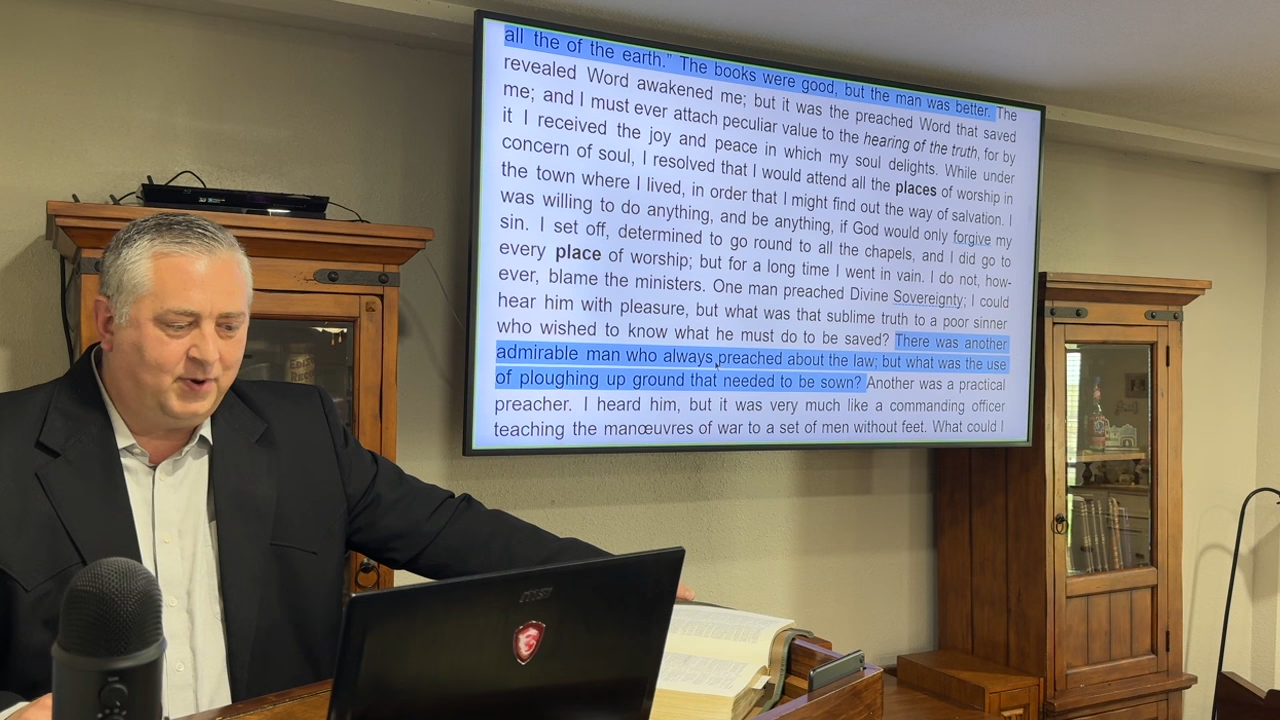 all the of the earth.” The books were good, but the man was better. The
revealed Word awakened me; but it was the preached Word that saved
me; and I must ever attach peculiar value to the hearing of the truth, for by
it I received the joy and peace in which my soul delights. While under
concern of soul, I resolved that I would attend all the places of worship in
the town where I lived, in order that I might find out the way of salvation. I
was willing to do anything, and be anything, if God would only forgive my
sin. I set off, determined to go round to all the chapels, and I did go to
every place of worship; but for a long time I went in vain. I do not, how-
ever, blame the ministers. One man preached Divine Sovereignty; I could
hear him with pleasure, but what was that sublime truth to a poor sinner
who wished to know what he must do to be saved? There was another
admirable man who always preached about the law; but what was the use
of ploughing up ground that needed to be sown? Another was a practical
preacher. I heard him, but it was very much like a commanding officer
teaching the manœuvres of war to a set of men without feet. What could I
msi